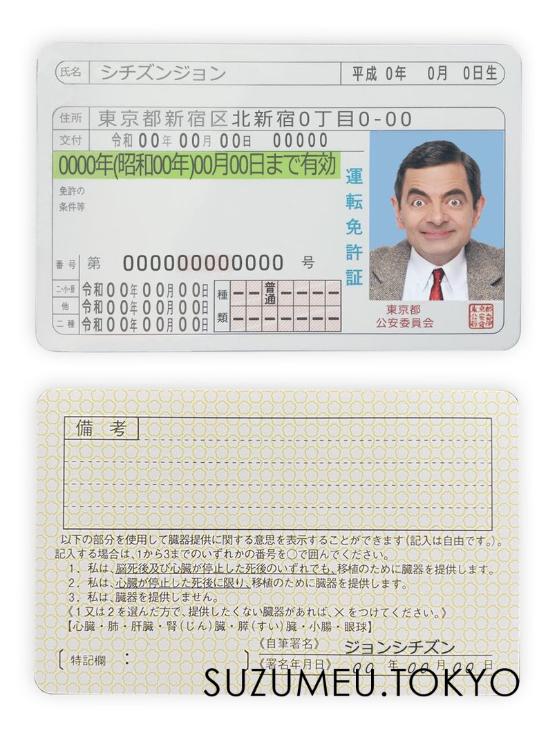 氏名 シチズンジョン 平成 0年 0月 0日生
住所 東京都新宿区北新宿0丁目0-00
交付 令和 00年 00月 00日 00000
0000年(昭和00年)00月00日まで有効
免許の
条件等
運転免許証
番号 第 000000000000 号
二・小・原 令和 00年 00月 00日
他 令和 00年 00月 00日
二種 令和 00年 00月 00日
種類 普通
東京都
公安委員会
備考
以下の部分を使用して臓器提供に関する意思を表示することができます(記入は自由です。)。
記入する場合は、1から3までのいずれかの番号を○で囲んでください。
1. 私は、脳死後及び心臓が停止した死後のいずれでも、移植のために臓器を提供します。
2. 私は、心臓が停止した死後に限り、移植のために臓器を提供します。
3. 私は、臓器を提供しません。
《1又は2を選んだ方で、提供したくない臓器があれば、×をつけてください。》
【心臓・肺・肝臓・腎(じん)臓・膵(すい)臓・小腸・眼球】
〔特記欄: 〕
《自筆署名》 ジョンシチズン
《署名年月日》 00 年 00 月 00 日
SUZUMEU.TOKYO